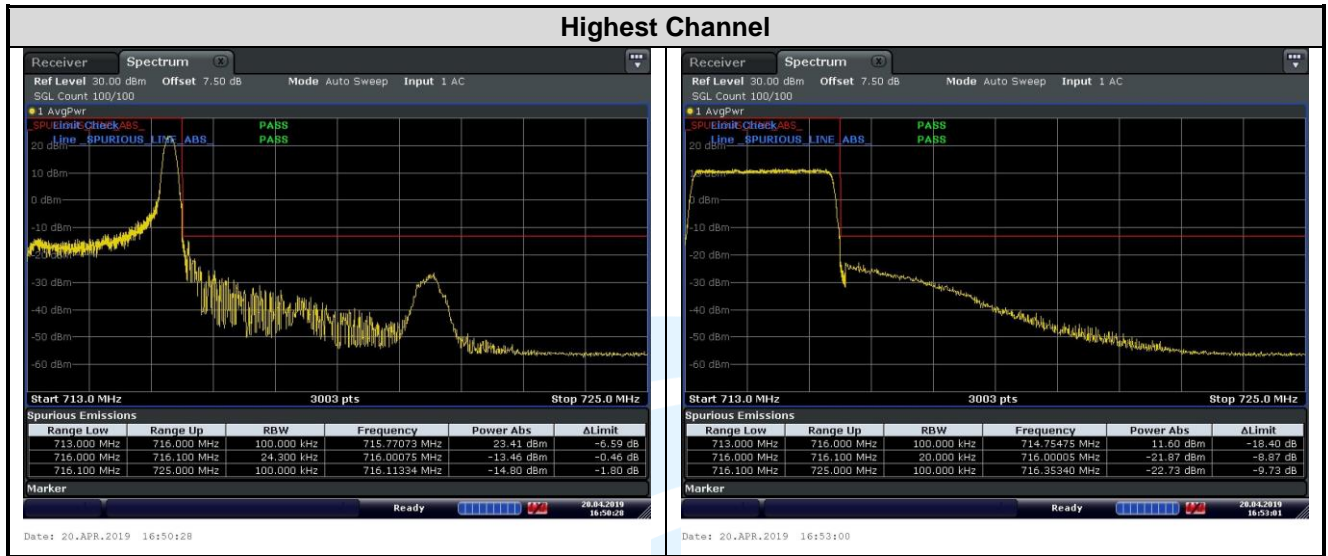 Highest Channel
Receiver Spectrum
Ref Level 30.00 dBm Offset 7.50 dB Mode Auto Sweep Input 1 AC
SGL Count 100/100
1 AvgPwr
Limit Check PASS
Line _SPURIOUS_LINE_ABS_ PASS
20 dBm
10 dBm
0 dBm
-10 dBm
-20 dBm
-30 dBm
-40 dBm
-50 dBm
-60 dBm
Start 713.0 MHz 3003 pts Stop 725.0 MHz
Spurious Emissions
Range Low Range Up RBW Frequency Power Abs ΔLimit
713.000 MHz 716.000 MHz 100.000 kHz 715.77073 MHz 23.41 dBm -6.59 dB
716.000 MHz 716.100 MHz 24.300 kHz 716.00075 MHz -13.46 dBm -0.46 dB
716.100 MHz 725.000 MHz 100.000 kHz 716.11334 MHz -14.80 dBm -1.80 dB
Marker
Ready 20.04.2019
16:50:28
Date: 20.APR.2019 16:50:28
Receiver Spectrum
Ref Level 30.00 dBm Offset 7.50 dB Mode Auto Sweep Input 1 AC
SGL Count 100/100
1 AvgPwr
Limit Check PASS
Line _SPURIOUS_LINE_ABS_ PASS
20 dBm
10 dBm
0 dBm
-10 dBm
-20 dBm
-30 dBm
-40 dBm
-50 dBm
-60 dBm
Start 713.0 MHz 3003 pts Stop 725.0 MHz
Spurious Emissions
Range Low Range Up RBW Frequency Power Abs ΔLimit
713.000 MHz 716.000 MHz 100.000 kHz 714.75475 MHz 11.60 dBm -18.40 dB
716.000 MHz 716.100 MHz 20.000 kHz 716.00005 MHz -21.87 dBm -8.87 dB
716.100 MHz 725.000 MHz 100.000 kHz 716.35340 MHz -22.73 dBm -9.73 dB
Marker
Ready 20.04.2019
16:53:01
Date: 20.APR.2019 16:53:00